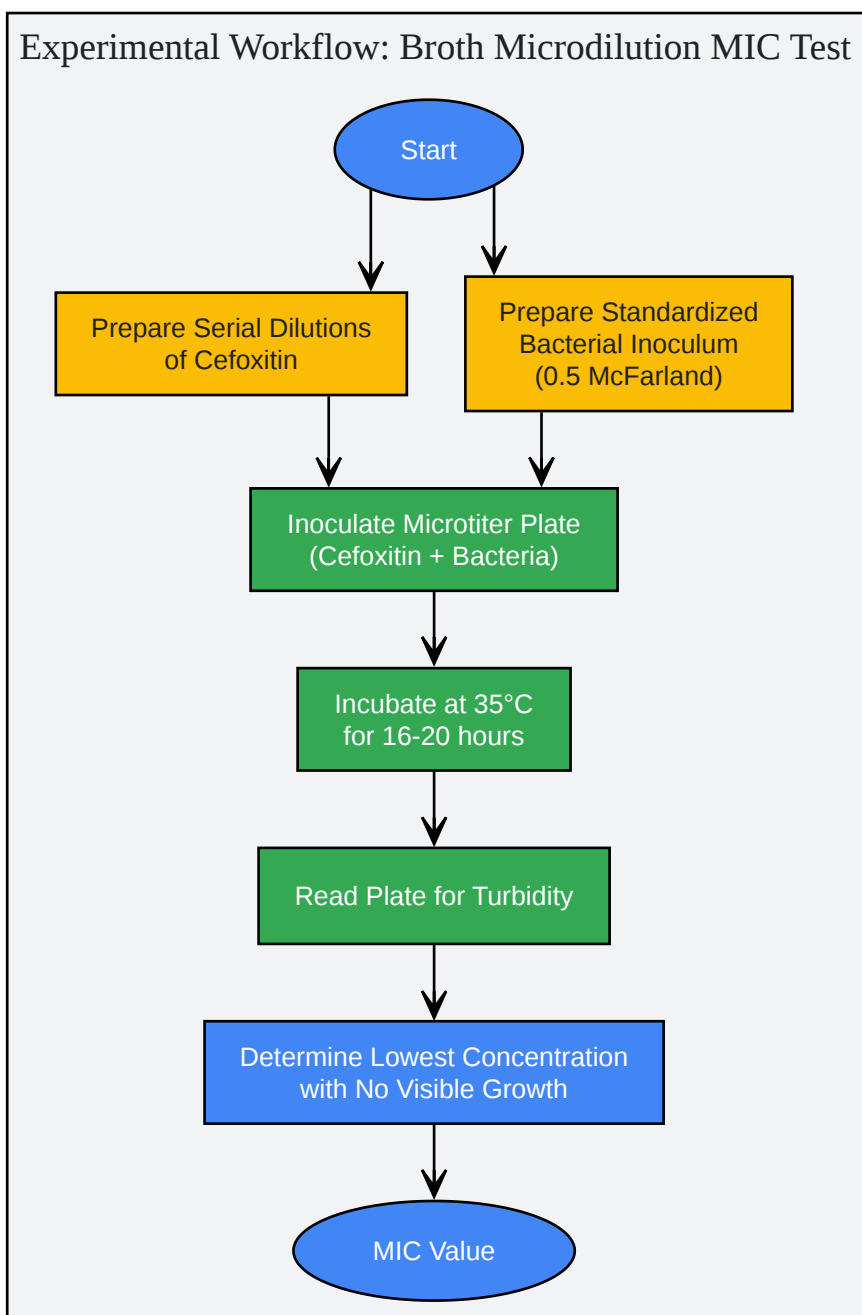 Experimental Workflow: Broth Microdilution MIC Test
Start
Prepare Serial Dilutions
of Cefoxitin
Prepare Standardized
Bacterial Inoculum
(0.5 McFarland)
Inoculate Microtiter Plate
(Cefoxitin + Bacteria)
Incubate at 35°C
for 16-20 hours
Read Plate for Turbidity
Determine Lowest Concentration
with No Visible Growth
MIC Value